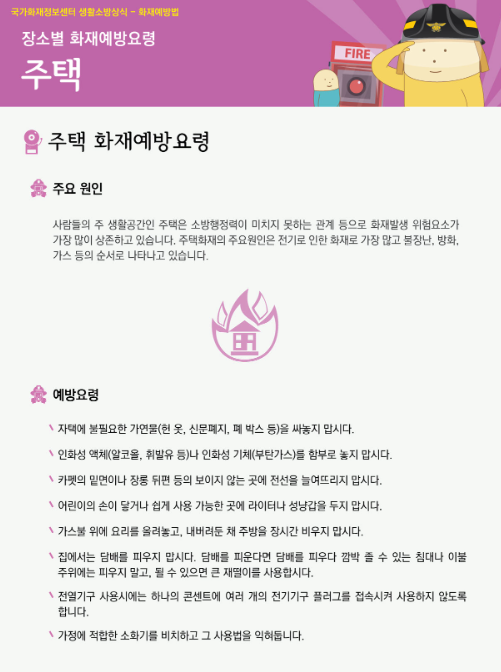 국가화재정보센터 생활소방상식 - 화재예방법
장소별 화재예방요령
주택
FIRE
주택 화재예방요령
주요 원인
사람들의 주 생활공간인 주택은 소방행정력이 미치지 못하는 관계 등으로 화재발생 위험요소가
가장 많이 상존하고 있습니다. 주택화재의 주요원인은 전기로 인한 화재로 가장 많고 불장난, 방화,
가스 등의 순서로 나타나고 있습니다.
예방요령
자택에 불필요한 가연물(헌 옷, 신문폐지, 폐 박스 등)을 싸놓지 맙시다.
인화성 액체(알코올, 휘발유 등)나 인화성 기체(부탄가스)를 함부로 놓지 맙시다.
카펫의 밑면이나 장롱 뒤편 등의 보이지 않는 곳에 전선을 늘여뜨리지 맙시다.
어린이의 손이 닿거나 쉽게 사용 가능한 곳에 라이터나 성냥갑을 두지 맙시다.
가스불 위에 요리를 올려놓고, 내버려둔 채 주방을 장시간 비우지 맙시다.
집에서는 담배를 피우지 맙시다. 담배를 피운다면 담배를 피우다 깜박 졸 수 있는 침대나 이불
주위에는 피우지 말고, 될 수 있으면 큰 재떨이를 사용합시다.
전열기구 사용시에는 하나의 콘센트에 여러 개의 전기기구 플러그를 접속시켜 사용하지 않도록
합니다.
가정에 적합한 소화기를 비치하고 그 사용법을 익혀둡니다.